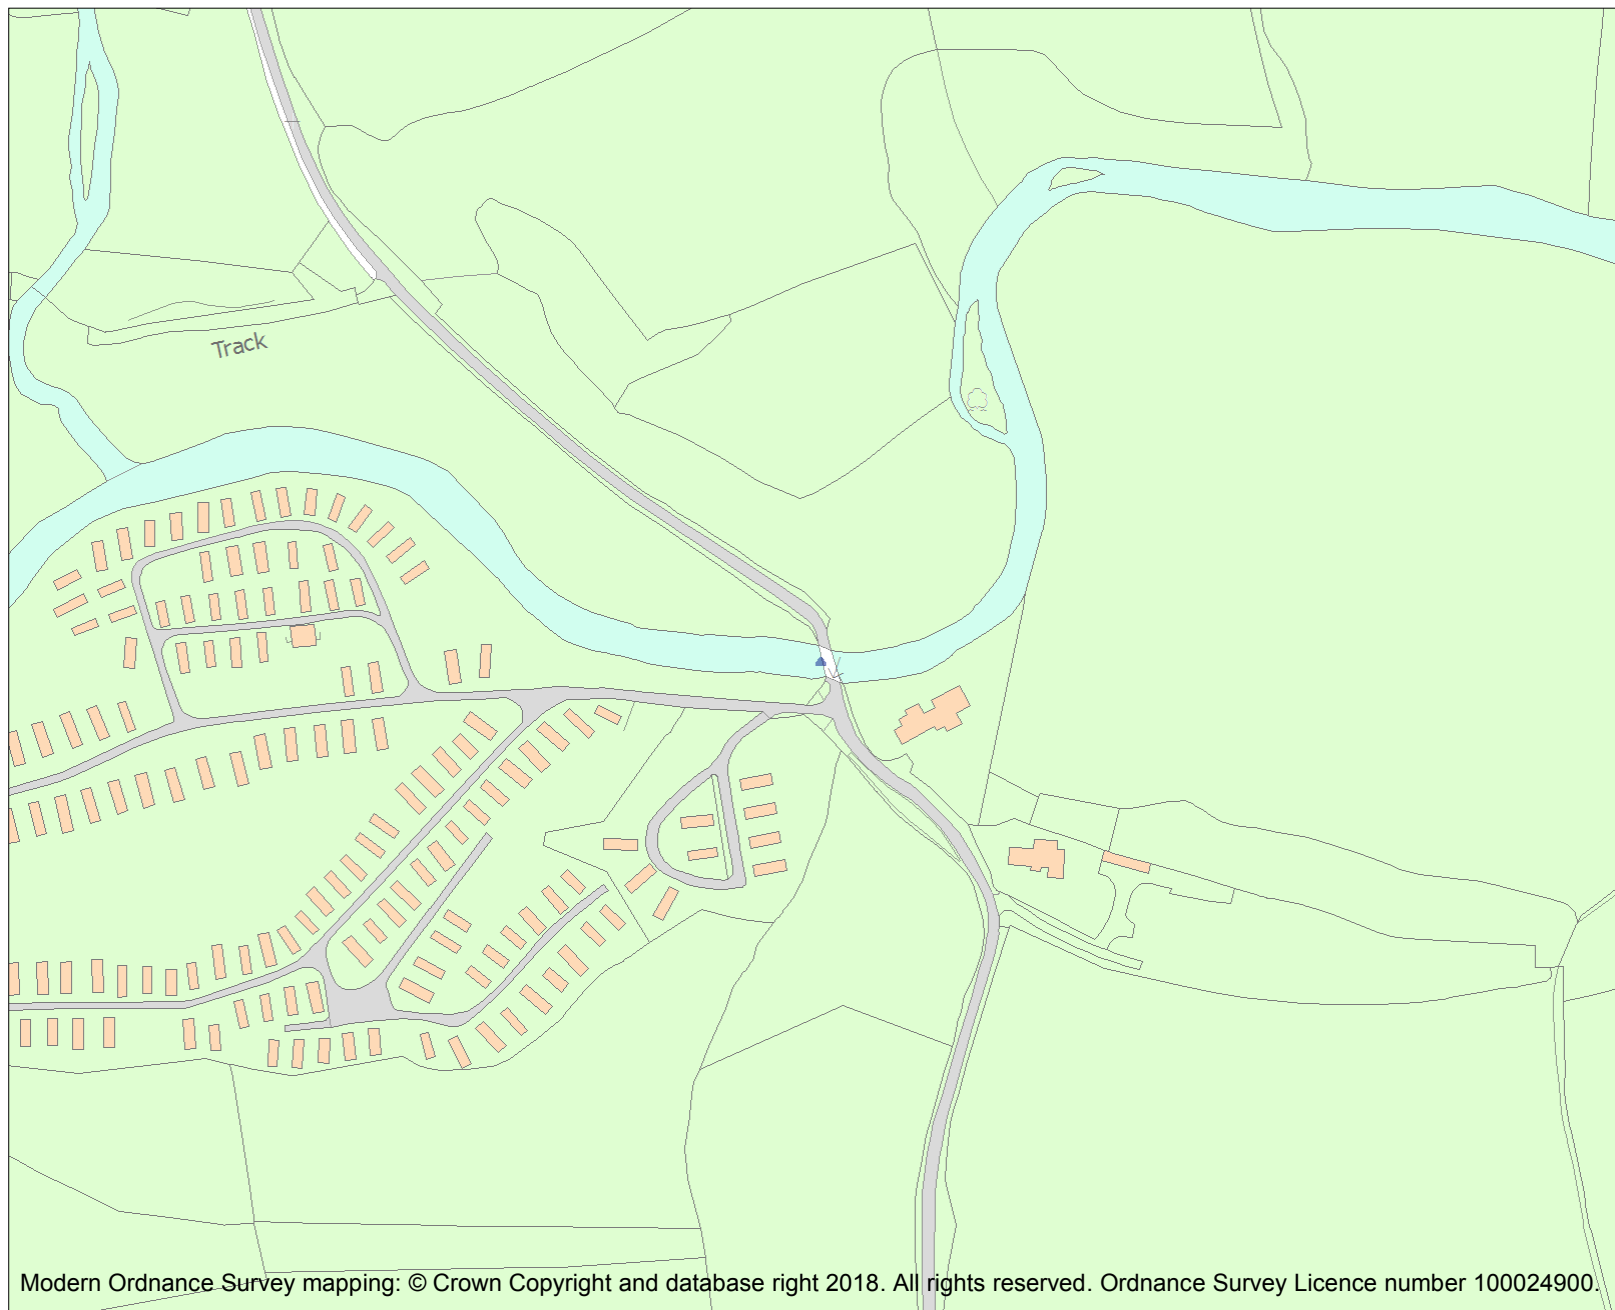 Track
Modern Ordnance Survey mapping: © Crown Copyright and database right 2018. All rights reserved. Ordnance Survey Licence number 100024900.